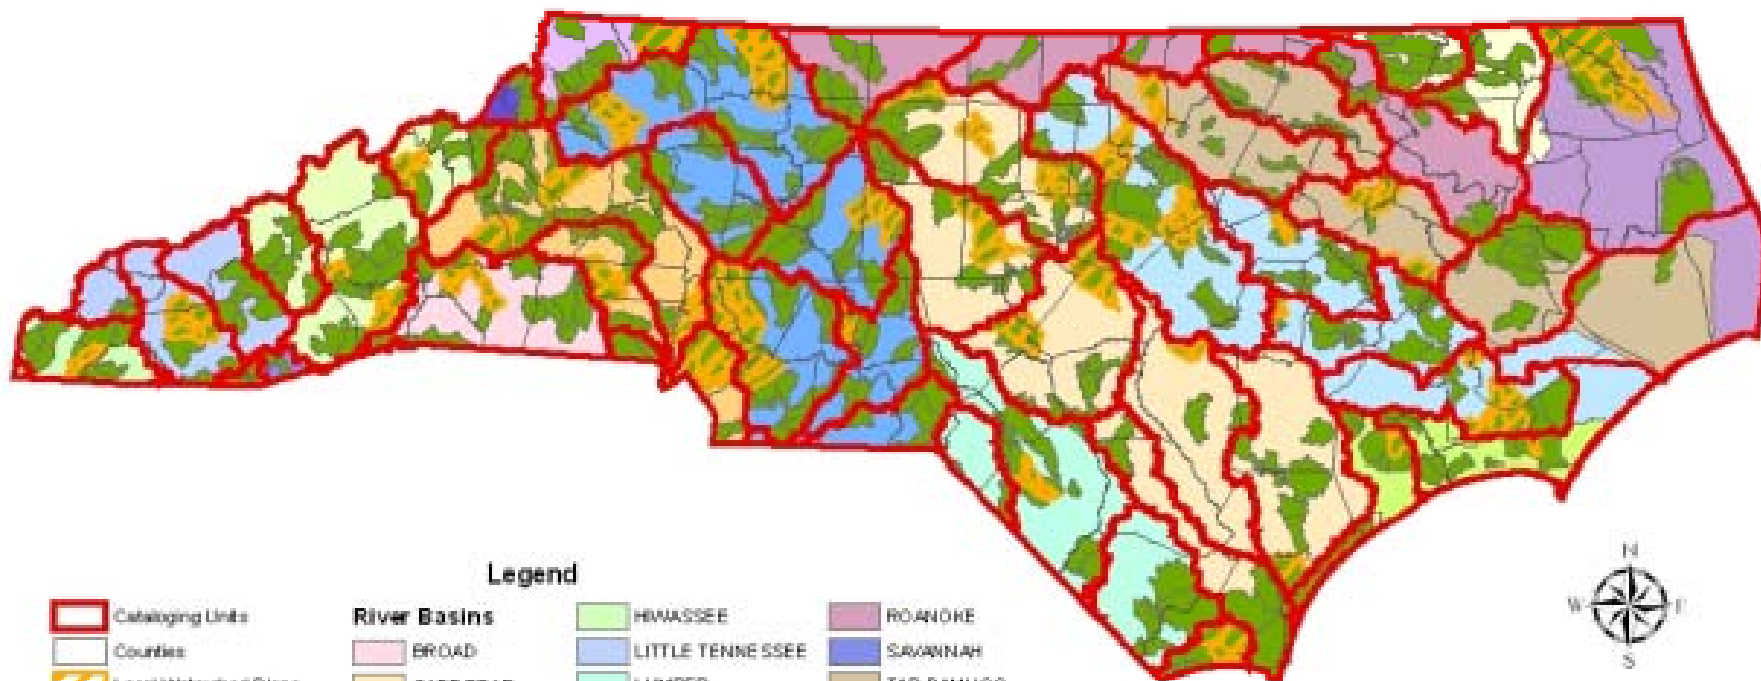 Legend
Cataloging Units
Counties
River Basins
BROAD
HIWASSEE
LITTLE TENNESSEE
ROANOKE
SAVANNAH
N
W E
S